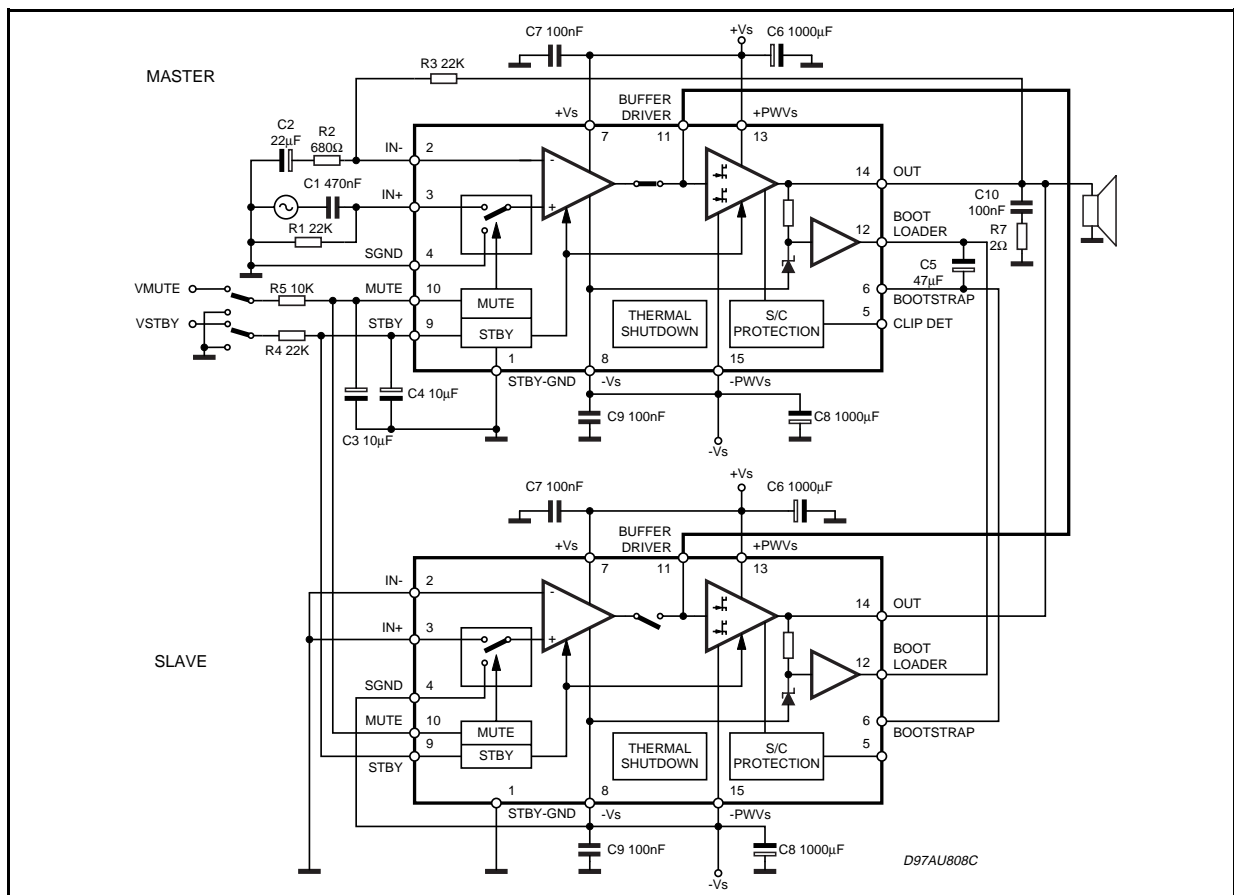 C7 100nF
+Vs
C6 1000μF
MASTER
R3 22K
BUFFER
DRIVER
+Vs
+PWVs
7
11
13
C2
22μF
R2
680Ω
IN-
2
-
14
OUT
C1 470nF
IN+
3
+
C10
100nF
R1 22K
BOOT
LOADER
12
R7
2Ω
SGND
4
C5
47μF
VMUTE
R5 10K
MUTE
10
MUTE
6
BOOTSTRAP
VSTBY
STBY
9
STBY
THERMAL
SHUTDOWN
S/C
PROTECTION
5
CLIP DET
R4 22K
1
STBY-GND
8
-Vs
15
-PWVs
C4 10μF
C3 10μF
C9 100nF
C8 1000μF
-Vs
+Vs
C7 100nF
C6 1000μF
BUFFER
DRIVER
+Vs
+PWVs
7
11
13
IN-
2
-
14
OUT
IN+
3
+
SLAVE
BOOT
LOADER
12
SGND
4
MUTE
10
MUTE
6
BOOTSTRAP
STBY
9
STBY
THERMAL
SHUTDOWN
S/C
PROTECTION
5
1
STBY-GND
8
-Vs
15
-PWVs
C9 100nF
C8 1000μF
-Vs
D97AU808C